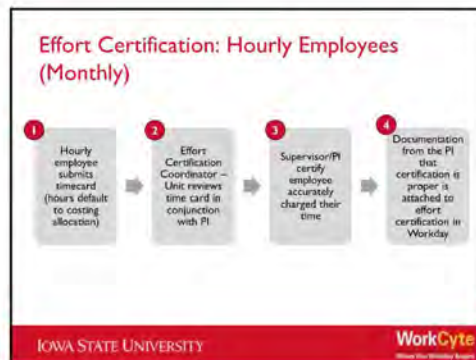 Effort Certification: Hourly Employees
(Monthly)
1
Hourly
employee
submits
timecard
(hours default
to costing
allocation)
2
Effort
Certification
Coordinator –
Unit reviews
time card in
conjunction
with PI
3
Supervisor/PI
certify
employee
accurately
charged their
time
4
Documentation
from the PI
that
certification is
proper is
attached to
effort
certification in
Workday
IOWA STATE UNIVERSITY
WorkCyte